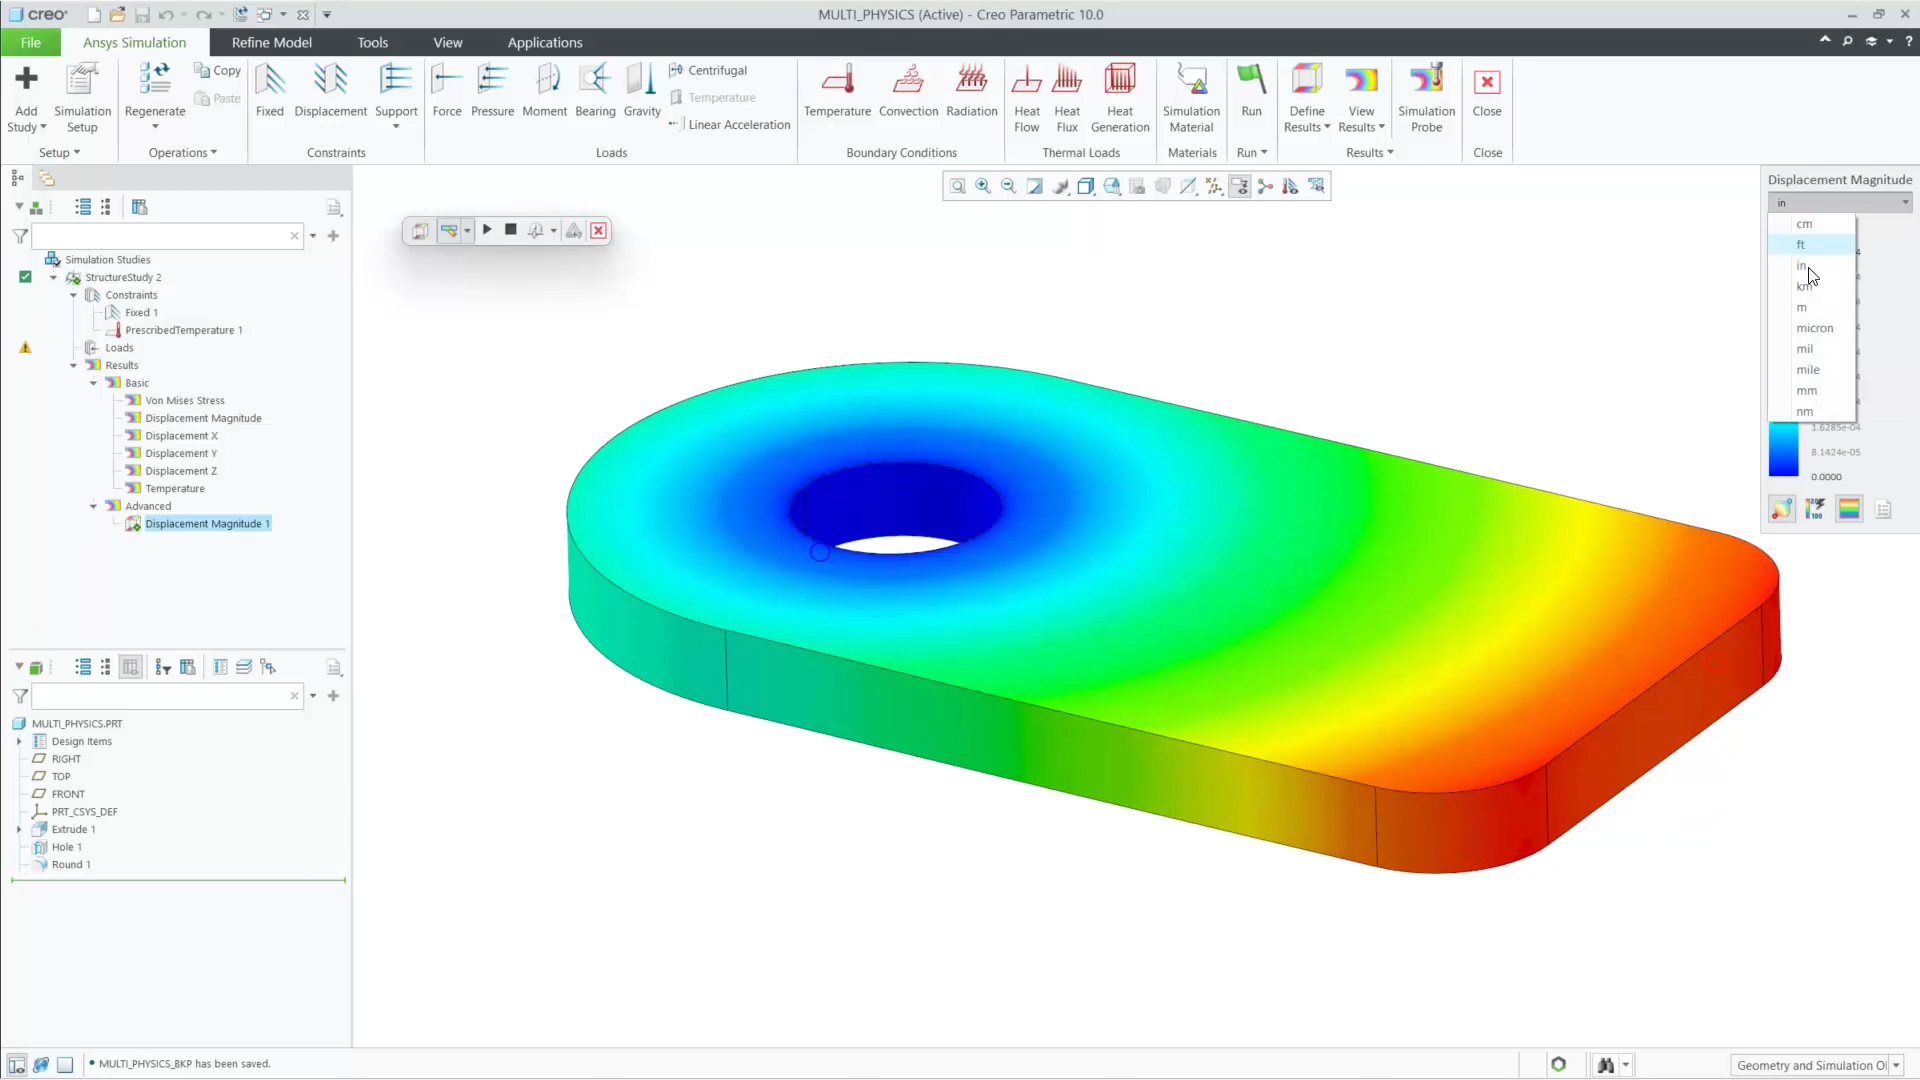 creo
MULTI_PHYSICS (Active) - Creo Parametric 10.0
File
Ansys Simulation
Refine Model
Tools
View
Applications
Add Study
Simulation Setup
Regenerate
Copy
Paste
Fixed
Displacement
Support
Force
Pressure
Moment
Bearing
Gravity
Centrifugal
Temperature
Linear Acceleration
Temperature
Convection
Radiation
Heat Flow
Heat Flux
Heat Generation
Simulation Material
Run
Define Results
View Results
Simulation Probe
Close
Setup
Operations
Constraints
Loads
Boundary Conditions
Thermal Loads
Materials
Run
Results
Close
Simulation Studies
StructureStudy 2
Constraints
Fixed 1
PrescribedTemperature 1
Loads
Results
Basic
Von Mises Stress
Displacement Magnitude
Displacement X
Displacement Y
Displacement Z
Temperature
Advanced
Displacement Magnitude 1
MULTI_PHYSICS.PRT
Design Items
RIGHT
TOP
FRONT
PRT_CSYS_DEF
Extrude 1
Hole 1
Round 1
Displacement Magnitude
in
cm
ft
in
km
m
micron
mil
mile
mm
nm
1.6285e-04
8.1424e-05
0.0000
MULTI_PHYSICS_BKP has been saved.
Geometry and Simulation O